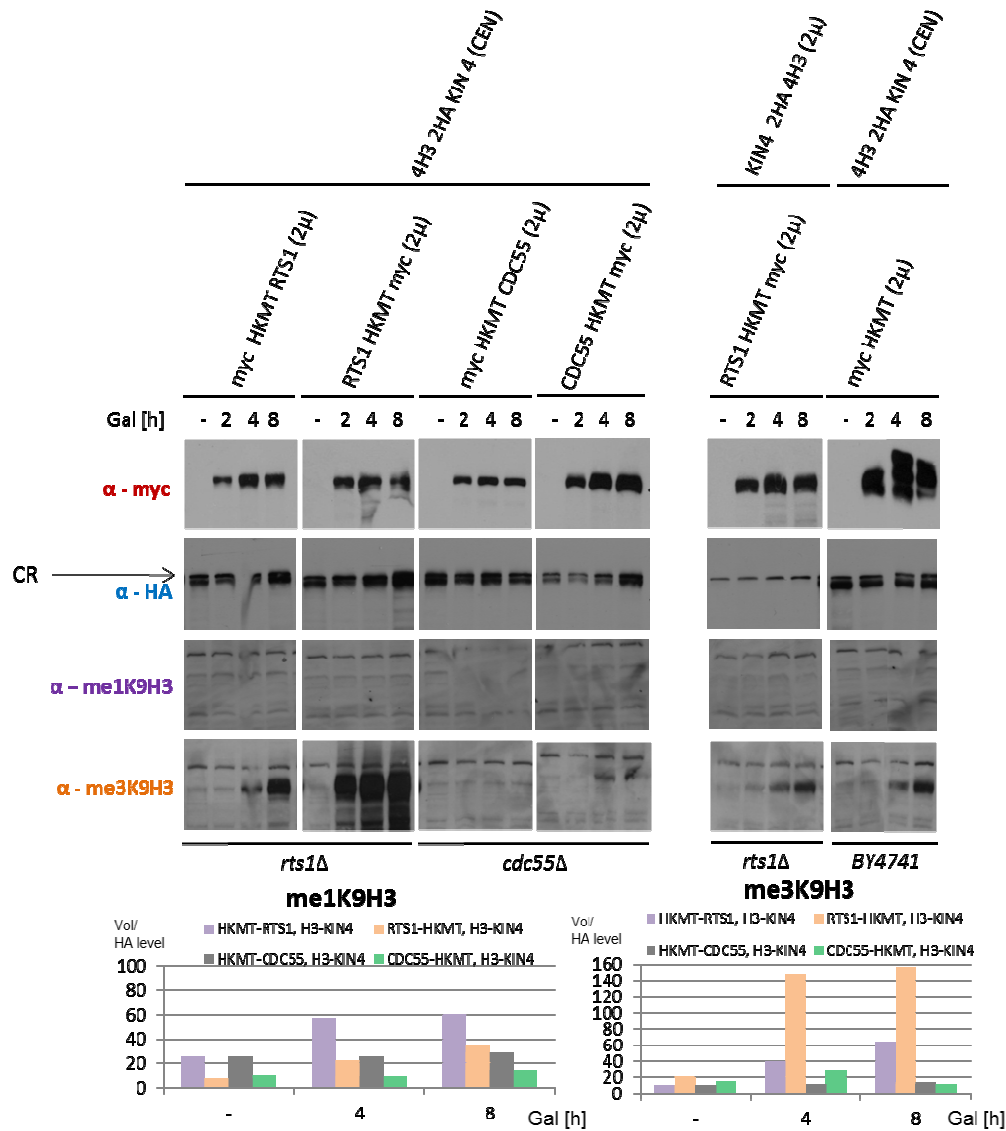 4H3 2HA KIN 4 (CEN)
KIN4 2HA 4H3 (2µ)
4H3 2HA KIN 4 (CEN)
myc HKMT RTS1 (2µ)
RTS1 HKMT myc (2µ)
myc HKMT CDC55 (2µ)
CDC55 HKMT myc (2µ)
RTS1 HKMT myc (2µ)
myc HKMT (2µ)
Gal [h] - 2 4 8 - 2 4 8 - 2 4 8 - 2 4 8 - 2 4 8 - 2 4 8
α - myc
CR
α - HA
α – me1K9H3
α - me3K9H3
rts1Δ cdc55Δ rts1Δ BY4741
me1K9H3
Vol/
HA level
HKMT-RTS1, H3-KIN4 RTS1-HKMT, H3-KIN4
HKMT-CDC55, H3-KIN4 CDC55-HKMT, H3-KIN4
100
80
60
40
20
0
- 4 8 Gal [h]
me3K9H3
Vol/
HA level
HKMT-RTS1, H3-KIN4 RTS1-HKMT, H3-KIN4
HKMT-CDC55, H3-KIN4 CDC55-HKMT, H3-KIN4
160
140
120
100
80
60
40
20
0
- 4 8 Gal [h]